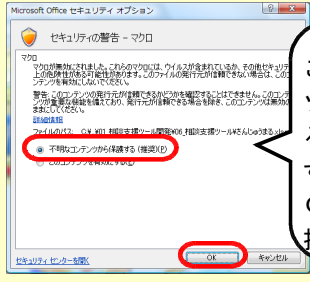 Microsoft Office セキュリティ オプション
セキュリティの警告 - マクロ
マクロ
マクロが無効にされました。これらのマクロには、ウイルスが含まれているか、その他セキュリティ
上の危険性がある可能性があります。このファイルの発行元が信頼できない場合は、このコ
ンテンツを有効にしないでください。
警告: このコンテンツの発行元が信頼できるかどうかを確認することはできません。このコンテ
ンツが重要な機能を備えており、発行元が信頼できる場合を除き、このコンテンツは無効の
ままにしてください。
詳細情報
ファイルのパス: 相談支援ツール開発
不明なコンテンツから保護する (推奨)(P)
このコンテンツを有効にする(E)
セキュリティ センターを開く
OK
キャンセル